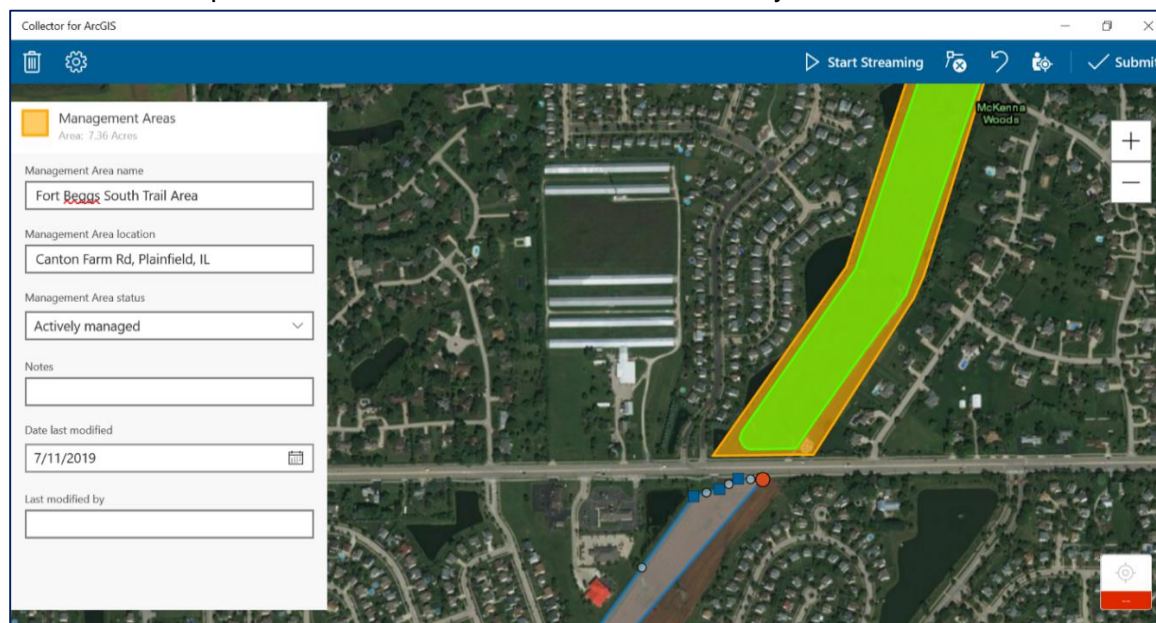 Collector for ArcGIS
Start Streaming
Submi
Management Areas
Area: 7.36 Acres
Management Area name
Fort Beggs South Trail Area
Management Area location
Canton Farm Rd, Plainfield, IL
Management Area status
Actively managed
Notes
Date last modified
7/11/2019
Last modified by
McKenna
Woods
+
−
--